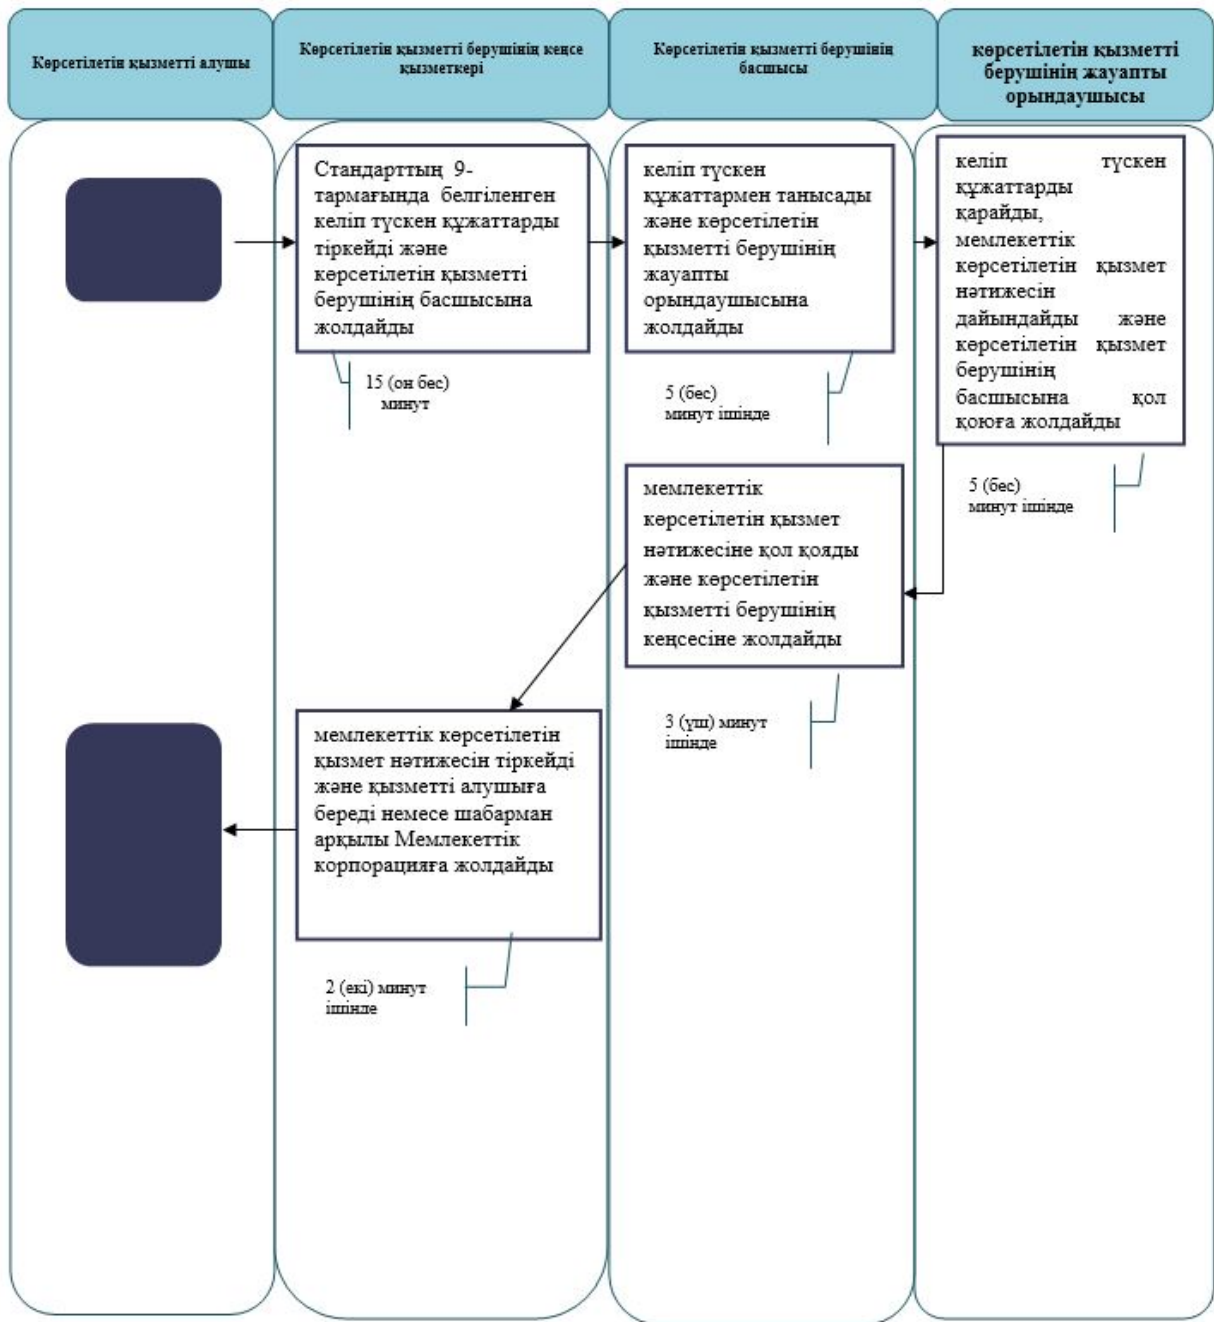 Көрсетілетін қызметті алушы
Көрсетілетін қызметті берушінің кеңсе
қызметкері
Көрсетілетін қызметті берушінің
басшысы
көрсетілетін қызметті
берушінің жауапты
орындаушысы
Стандарттың 9-
тармағында белгіленген
келіп түскен құжаттарды
тіркейді және
көрсетілетін қызметті
берушінің басшысына
жолдайды
15 (он бес)
минут
келіп түскен
құжаттармен танысады
және көрсетілетін
қызметті берушінің
жауапты
орындаушысына
жолдайды
5 (бес)
минут ішінде
келіп түскен
құжаттарды
қарайды,
мемлекеттік
көрсетілетін қызмет
нәтижесін
дайындайды және
көрсетілетін қызмет
берушінің
басшысына қол
қоюға жолдайды
5 (бес)
минут ішінде
мемлекеттік
көрсетілетін қызмет
нәтижесіне қол қояды
және көрсетілетін
қызметті берушінің
кеңсесіне жолдайды
3 (үш) минут
ішінде
мемлекеттік көрсетілетін
қызмет нәтижесін тіркейді
және қызметті алушыға
береді немесе шабарман
арқылы Мемлекеттік
корпорацияға жолдайды
2 (екі) минут
ішінде